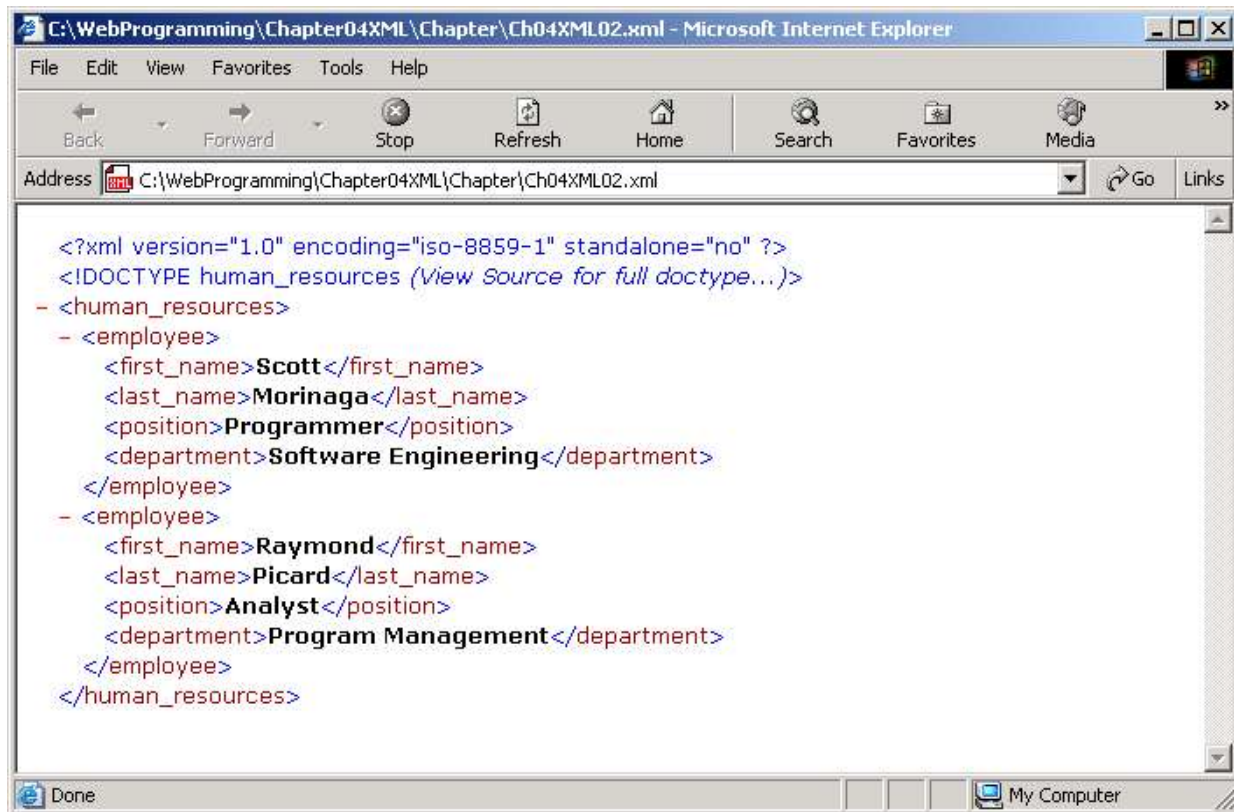 C:\WebProgramming\Chapter04XML\Chapter\Ch04XML02.xml - Microsoft Internet Explorer
File Edit View Favorites Tools Help
Back Forward Stop Refresh Home Search Favorites Media »
Address C:\WebProgramming\Chapter04XML\Chapter\Ch04XML02.xml Go Links
<?xml version="1.0" encoding="iso-8859-1" standalone="no" ?>
<!DOCTYPE human_resources (View Source for full doctype...)>
- <human_resources>
- <employee>
<first_name>Scott</first_name>
<last_name>Morinaga</last_name>
<position>Programmer</position>
<department>Software Engineering</department>
</employee>
- <employee>
<first_name>Raymond</first_name>
<last_name>Picard</last_name>
<position>Analyst</position>
<department>Program Management</department>
</employee>
</human_resources>
Done My Computer